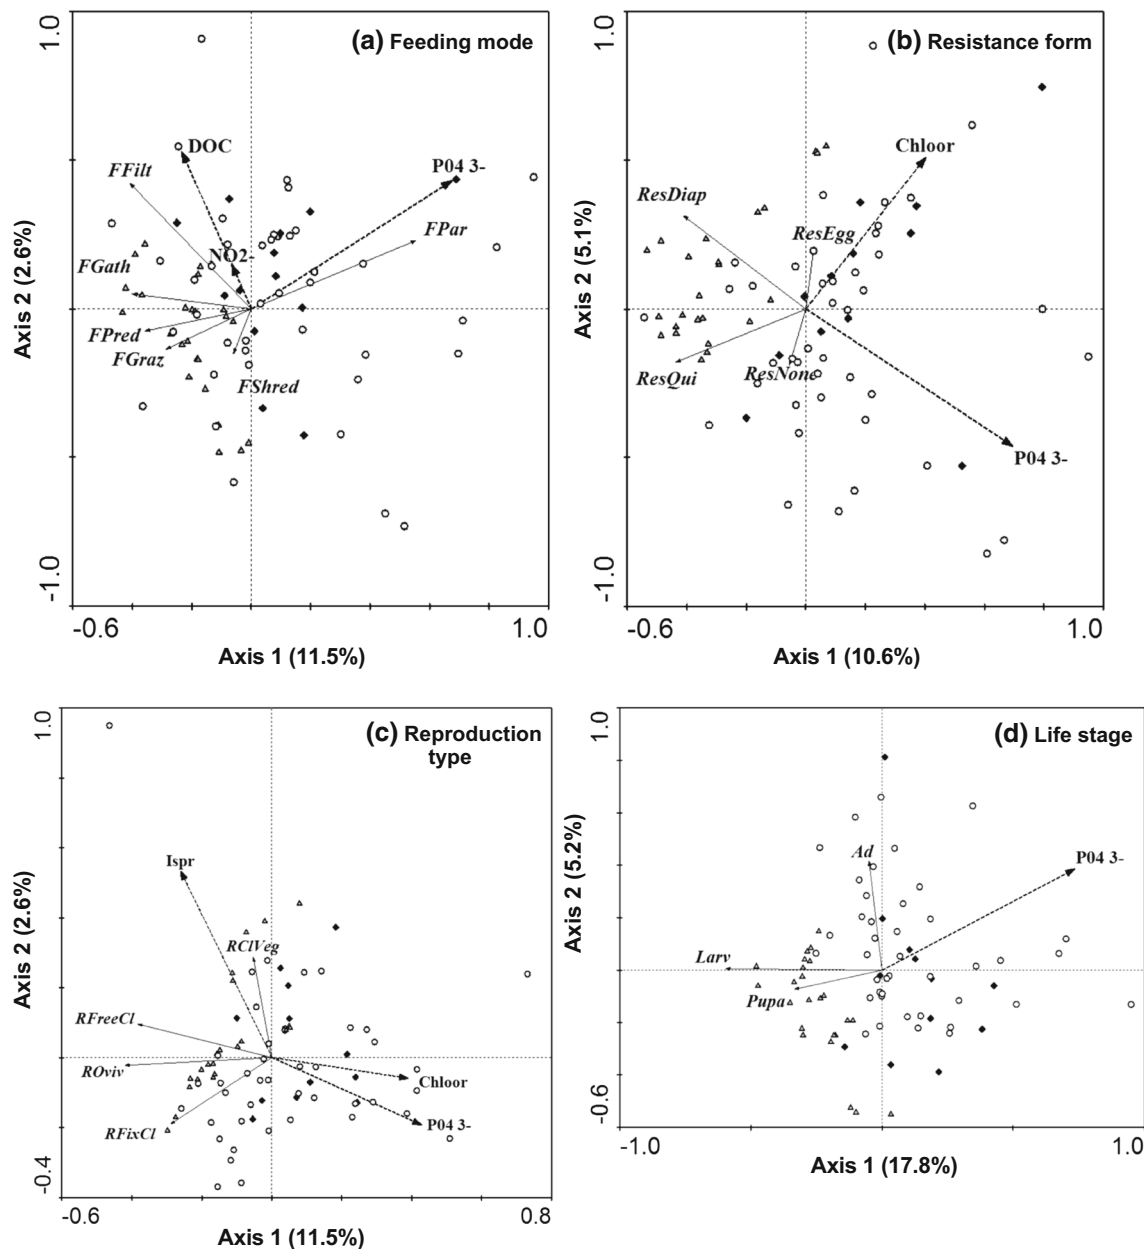 (a) Feeding mode
1.0
DOC
FFilt
P04 3-
FPar
NO2-
FGath
FPred
FGraz
FShred
Axis 2 (2.6%)
-1.0
-0.6
1.0
Axis 1 (11.5%)
(b) Resistance form
1.0
Chloor
ResDiap
ResEgg
ResQui
ResNone
P04 3-
Axis 2 (5.1%)
-1.0
-0.6
1.0
Axis 1 (10.6%)
(c) Reproduction
type
1.0
Ispr
RClVeg
RFreeCl
ROviv
Chloor
RFixCl
P04 3-
Axis 2 (2.6%)
-0.4
-0.6
0.8
Axis 1 (11.5%)
(d) Life stage
1.0
Ad
P04 3-
Larv
Pupa
Axis 2 (5.2%)
-0.6
-1.0
1.0
Axis 1 (17.8%)